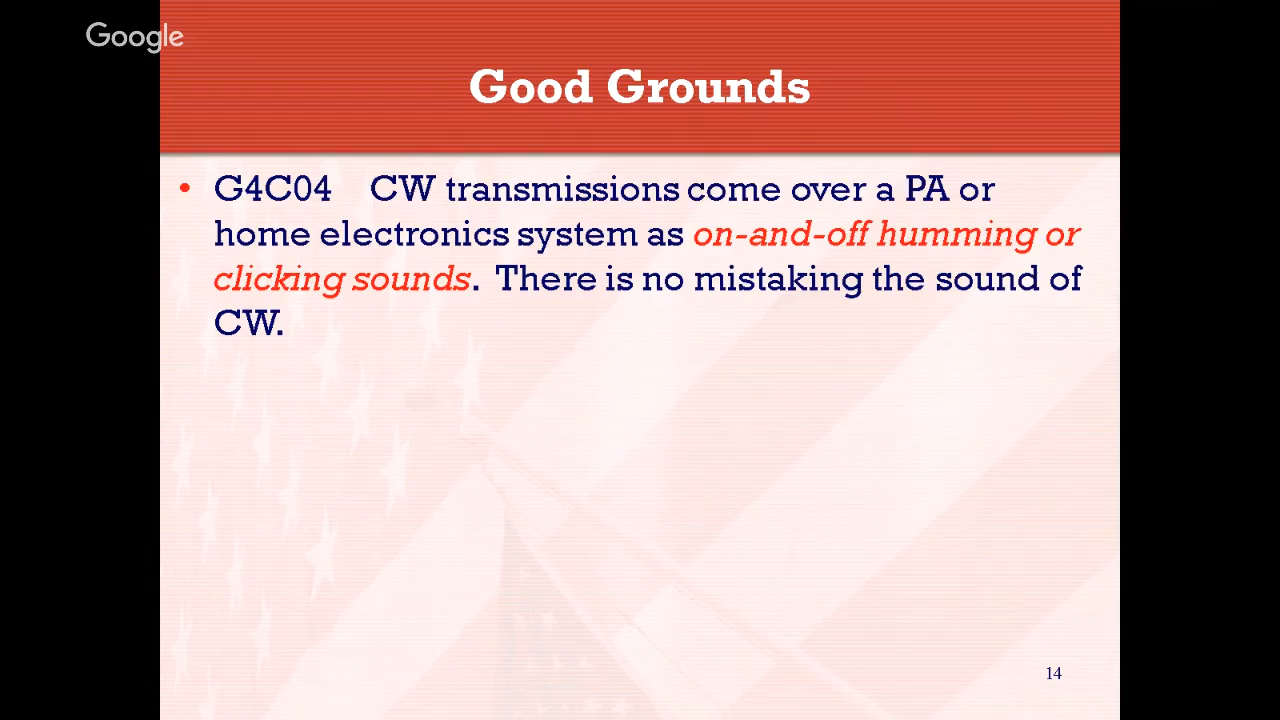 Google
Good Grounds
• G4C04 CW transmissions come over a PA or
home electronics system as on-and-off humming or
clicking sounds. There is no mistaking the sound of
CW.
14